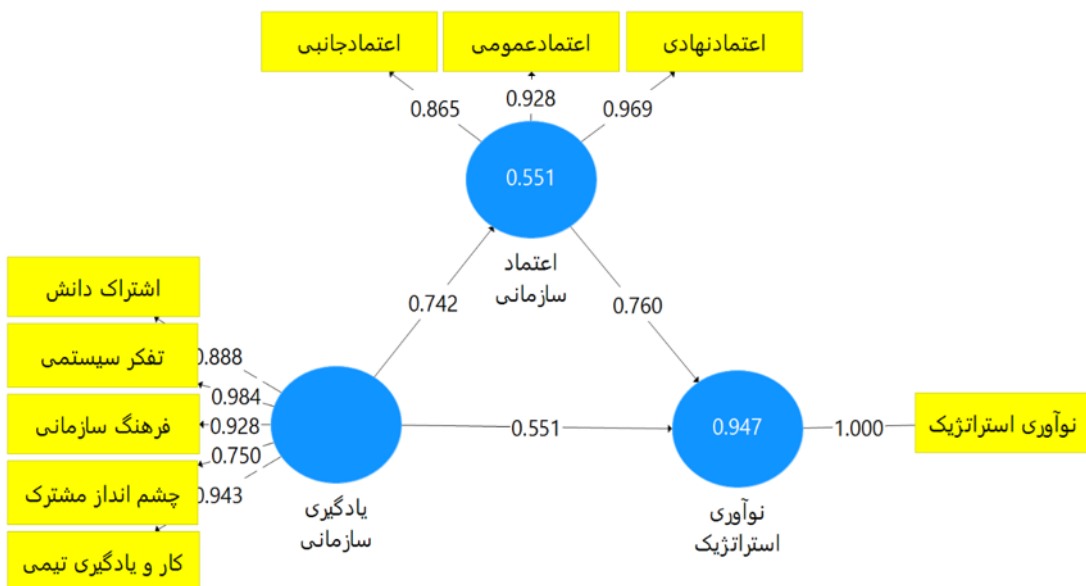 اعتمادنهادی
اعتمادعمومی
اعتمادجانبی
0.969
0.928
0.865
0.551
اعتماد
سازمانی
0.742
0.760
اشتراک دانش
تفکر سیستمی
فرهنگ سازمانی
چشم انداز مشترک
کار و یادگیری تیمی
0.888
0.984
0.928
0.750
0.943
یادگیری
سازمانی
0.551
0.947
نوآوری
استراتژیک
1.000
نوآوری استراتژیک